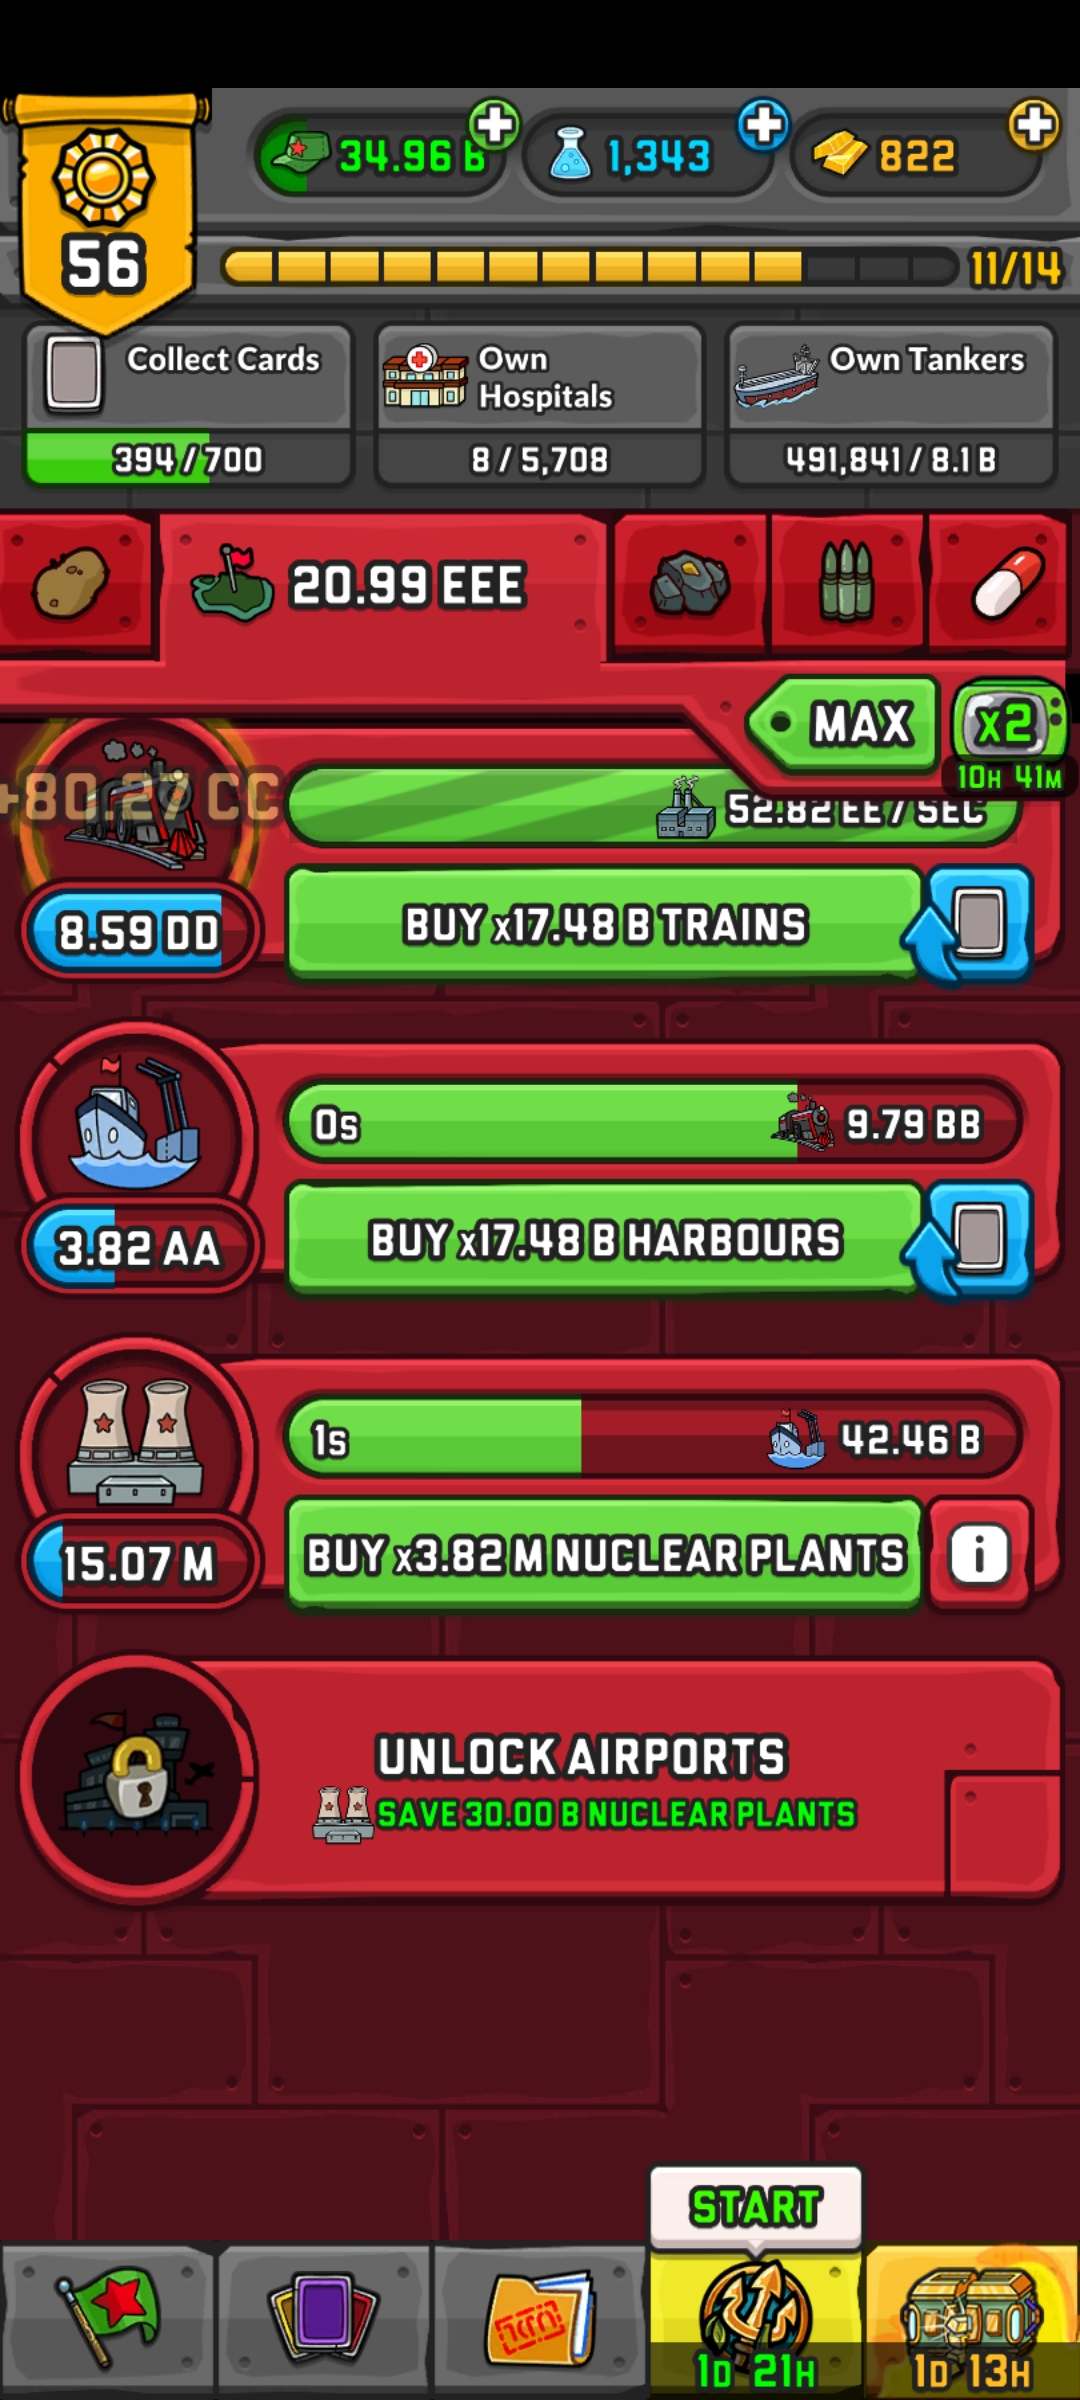 56
34.96 B
1,343
822
11/14
Collect Cards
394 / 700
Own
Hospitals
8 / 5,708
Own Tankers
491,841 / 8.1 B
20.99 EEE
MAX
x2
10H 41M
+80.27 CC
52.82 EE / SEC
8.59 DD
BUY x17.48 B TRAINS
0s
9.79 BB
3.82 AA
BUY x17.48 B HARBOURS
1s
42.46 B
15.07 M
BUY x3.82 M NUCLEAR PLANTS
i
UNLOCK AIRPORTS
SAVE 30.00 B NUCLEAR PLANTS
START
1D 21H
1D 13H